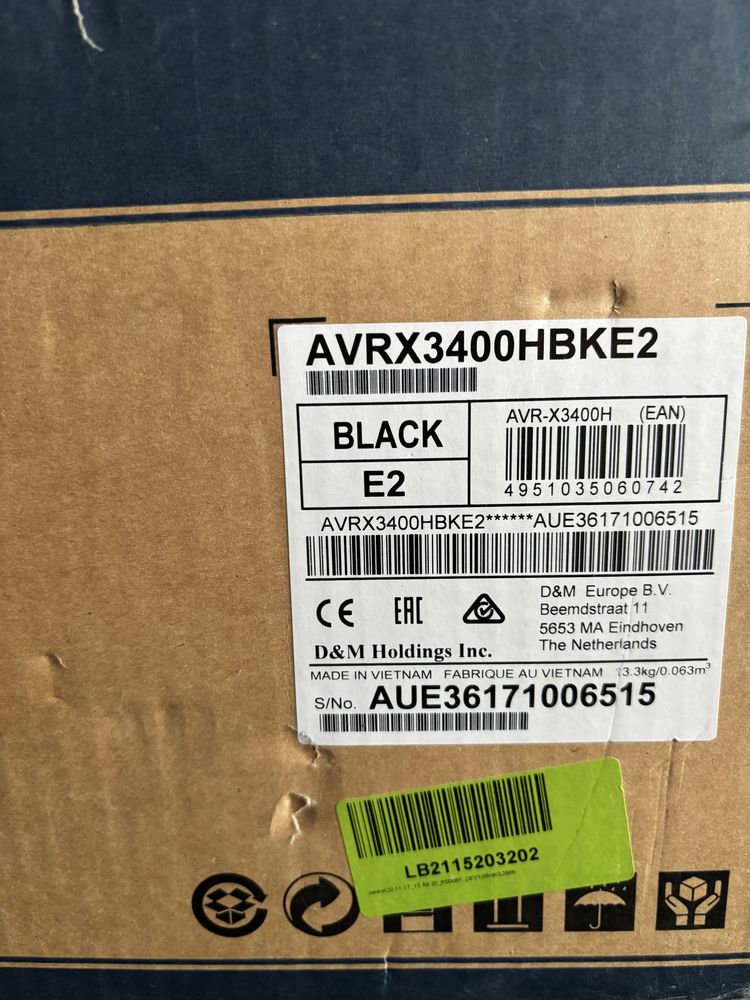 AVRX3400HBKE2
BLACK
E2
AVR-X3400H (EAN)
4951035060742
AVRX3400HBKE2******AUE36171006515
CE EAC
D&M Europe B.V.
Beemdstraat 11
5653 MA Eindhoven
The Netherlands
D&M Holdings Inc.
MADE IN VIETNAM FABRIQUE AU VIETNAM 13.3kg/0.063m³
S/No. AUE36171006515
LB2115203202